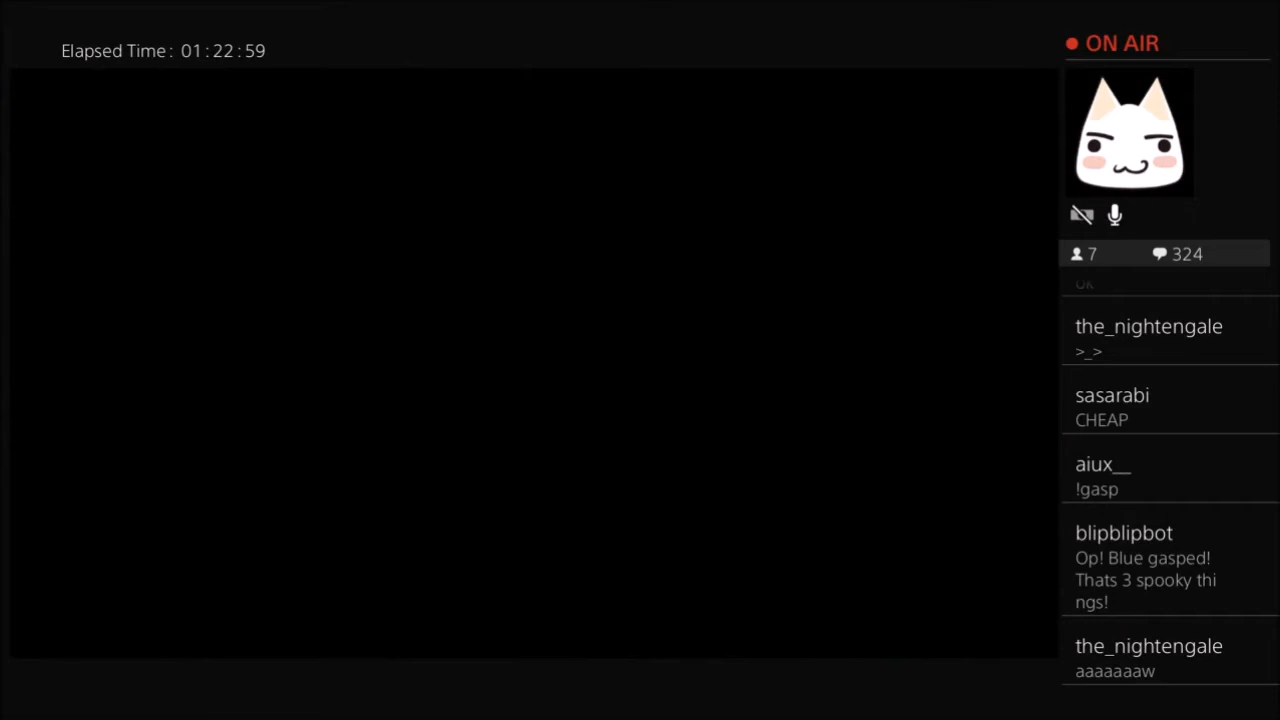 Elapsed Time: 01:22:59
ON AIR
7 324
the_nightengale
>_>
sasarabi
CHEAP
aiux__
!gasp
blipblipbot
Op! Blue gasped!
Thats 3 spooky thi
ngs!
the_nightengale
aaaaaaaw